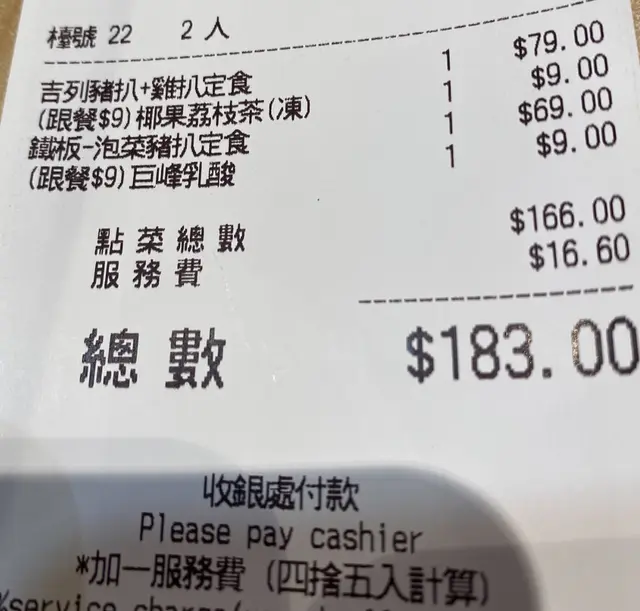 檯號 22 2 人
吉列豬扒+雞扒定食 1 $79.00
(跟餐$9)椰果荔枝茶(凍) 1 $9.00
鐵板-泡菜豬扒定食 1 $69.00
(跟餐$9)巨峰乳酸 1 $9.00
點菜總數 $166.00
服務費 $16.60
總數 $183.00
收銀處付款
Please pay cashier
*加一服務費 (四捨五入計算)
%service charge